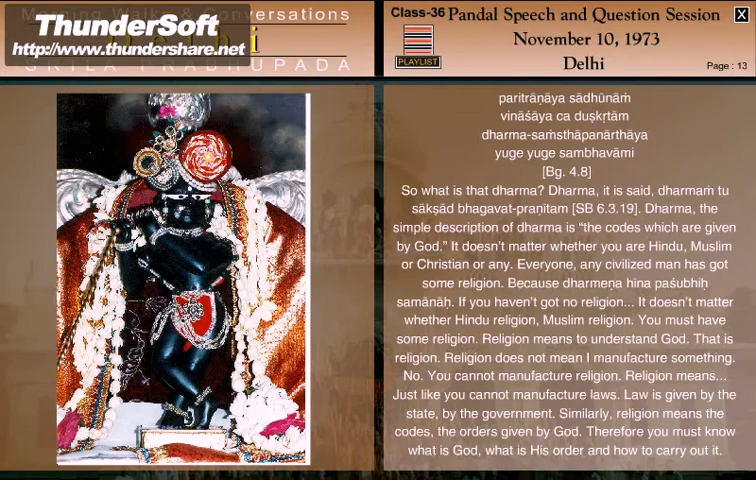 Morning Walks & Conversations
Delhi
SRILA PRABHUPADA
ThunderSoft
http://www.thundershare.net
Class-36 Pandal Speech and Question Session
November 10, 1973
Delhi
PLAYLIST
X
Page : 13
paritrāṇāya sādhūnāṁ
vināśāya ca duṣkṛtām
dharma-saṁsthāpanārthāya
yuge yuge sambhavāmi
[Bg. 4.8]
So what is that dharma? Dharma, it is said, dharmaṁ tu
sākṣād bhagavat-praṇītam [SB 6.3.19]. Dharma, the
simple description of dharma is “the codes which are given
by God.” It doesn't matter whether you are Hindu, Muslim
or Christian or any. Everyone, any civilized man has got
some religion. Because dharmeṇa hina paśubhiḥ
samānāḥ. If you haven't got no religion... It doesn't matter
whether Hindu religion, Muslim religion. You must have
some religion. Religion means to understand God. That is
religion. Religion does not mean I manufacture something.
No. You cannot manufacture religion. Religion means...
Just like you cannot manufacture laws. Law is given by the
state, by the government. Similarly, religion means the
codes, the orders given by God. Therefore you must know
what is God, what is His order and how to carry out it.